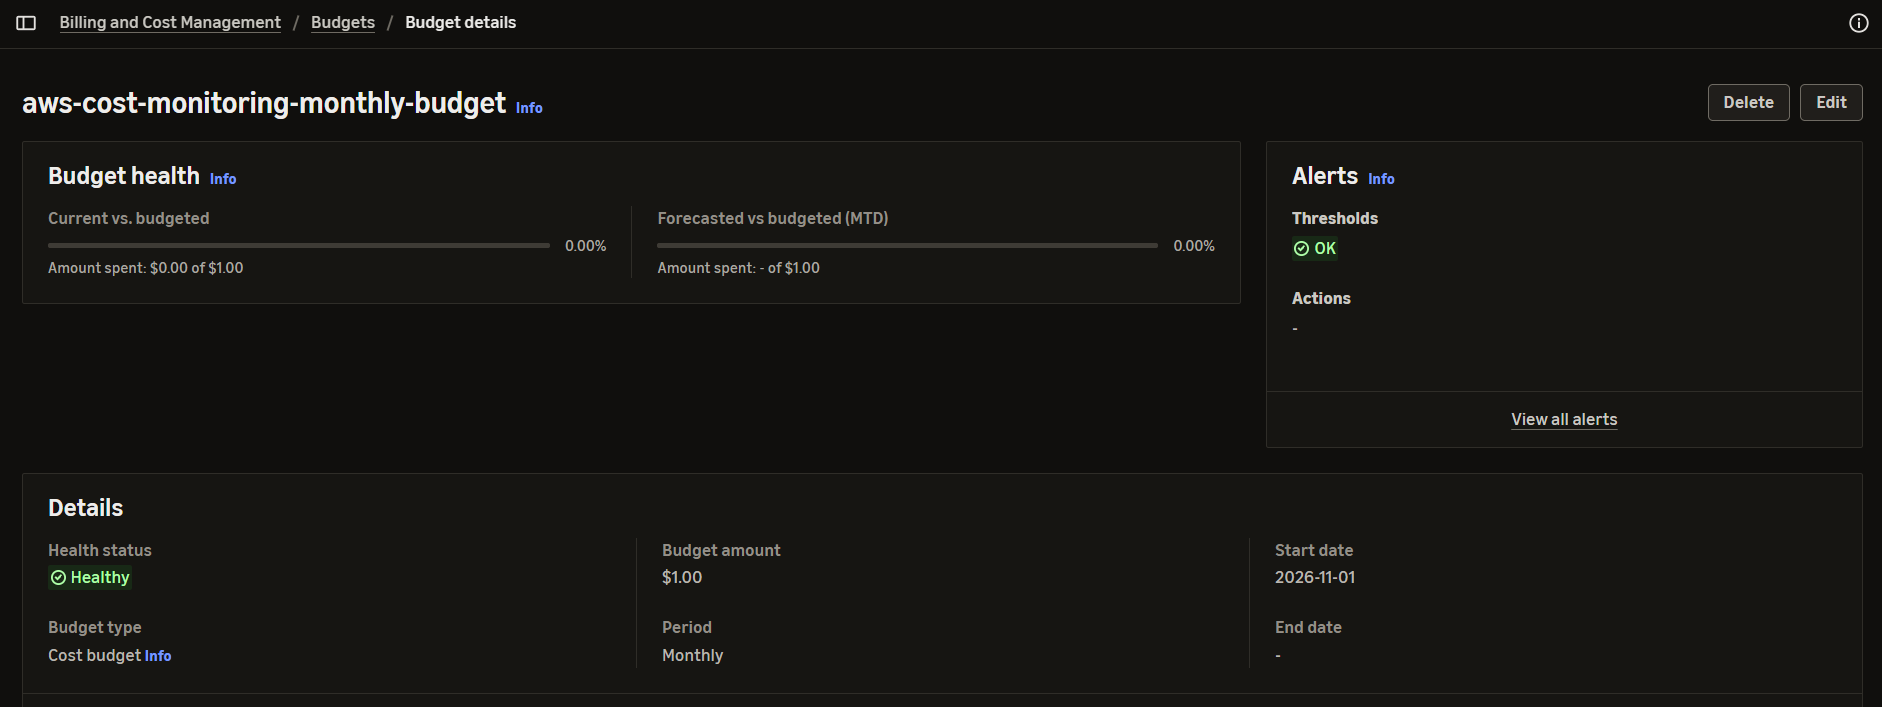 Billing and Cost Management / Budgets / Budget details
aws-cost-monitoring-monthly-budget Info
Delete
Edit
Budget health Info
Current vs. budgeted
0.00%
Amount spent: $0.00 of $1.00
Forecasted vs budgeted (MTD)
0.00%
Amount spent: - of $1.00
Alerts Info
Thresholds
OK
Actions
-
View all alerts
Details
Health status
Healthy
Budget type
Cost budget Info
Budget amount
$1.00
Period
Monthly
Start date
2026-11-01
End date
-